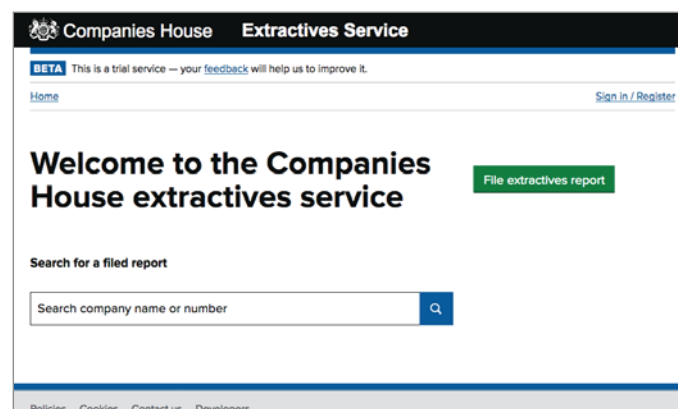 Companies House Extractives Service
BETA This is a trial service — your feedback will help us to improve it.
Home Sign in / Register
Welcome to the Companies
House extractives service
File extractives report
Search for a filed report
Search company name or number
Policies Cookies Contact us Developers